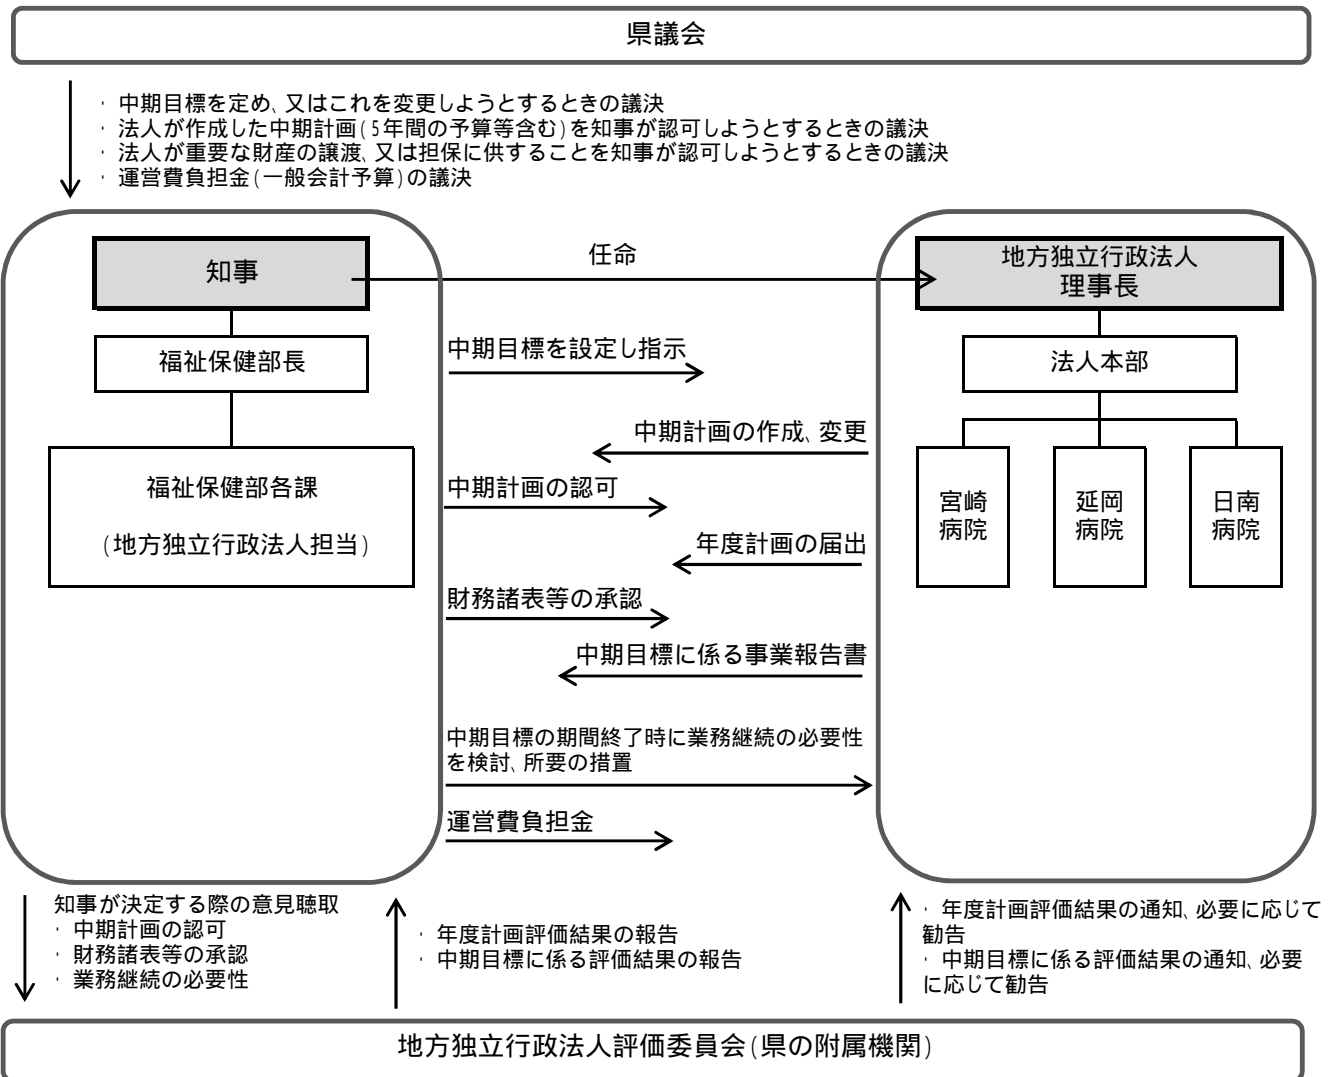 県議会
・ 中期目標を定め、又はこれを変更しようとするときの議決
・ 法人が作成した中期計画(5年間の予算等含む)を知事が認可しようとするときの議決
・ 法人が重要な財産の譲渡、又は担保に供することを知事が認可しようとするときの議決
・ 運営費負担金(一般会計予算)の議決
知事
任命
地方独立行政法人
理事長
福祉保健部長
中期目標を設定し指示
法人本部
中期計画の作成、変更
福祉保健部各課
(地方独立行政法人担当)
中期計画の認可
宮崎
病院
延岡
病院
日南
病院
年度計画の届出
財務諸表等の承認
中期目標に係る事業報告書
中期目標の期間終了時に業務継続の必要性
を検討、所要の措置
運営費負担金
知事が決定する際の意見聴取
・ 中期計画の認可
・ 財務諸表等の承認
・ 業務継続の必要性
・ 年度計画評価結果の報告
・ 中期目標に係る評価結果の報告
・ 年度計画評価結果の通知、必要に応じて
勧告
・ 中期目標に係る評価結果の通知、必要
に応じて勧告
地方独立行政法人評価委員会(県の附属機関)